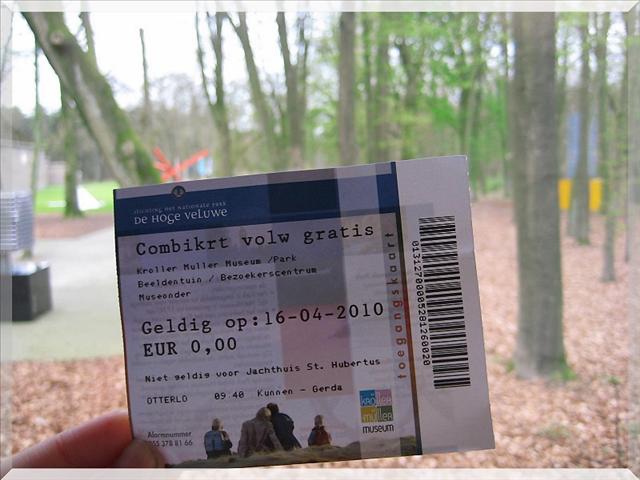 stichting het nationale park
De Hoge Veluwe
Combikrt volw gratis
Kroller Muller Museum /Park
Beeldentuin / Bezoekerscentrum
Museonder
Geldig op:16-04-2010
EUR 0,00
Niet geldig voor Jachthuis St. Hubertus
OTTERLO 09:40 Kunnen - Gerda
Alarmnummer
055 378 81 66
kröller
müller
museum
toegangskaart